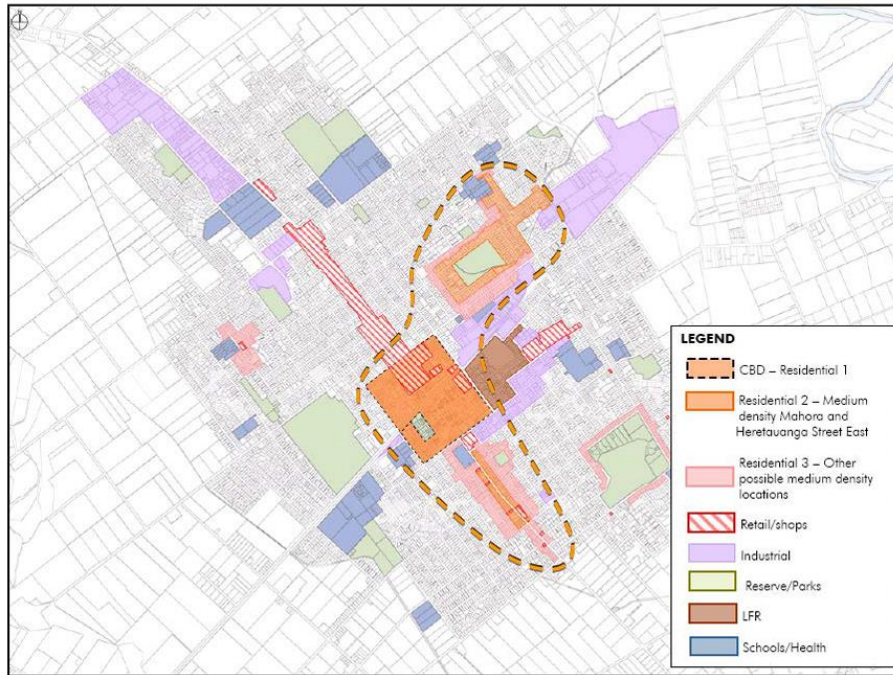 N
LEGEND
CBD – Residential 1
Residential 2 – Medium
density Mahora and
Heretauanga Street East
Residential 3 – Other
possible medium density
locations
Retail/shops
Industrial
Reserve/Parks
LFR
Schools/Health